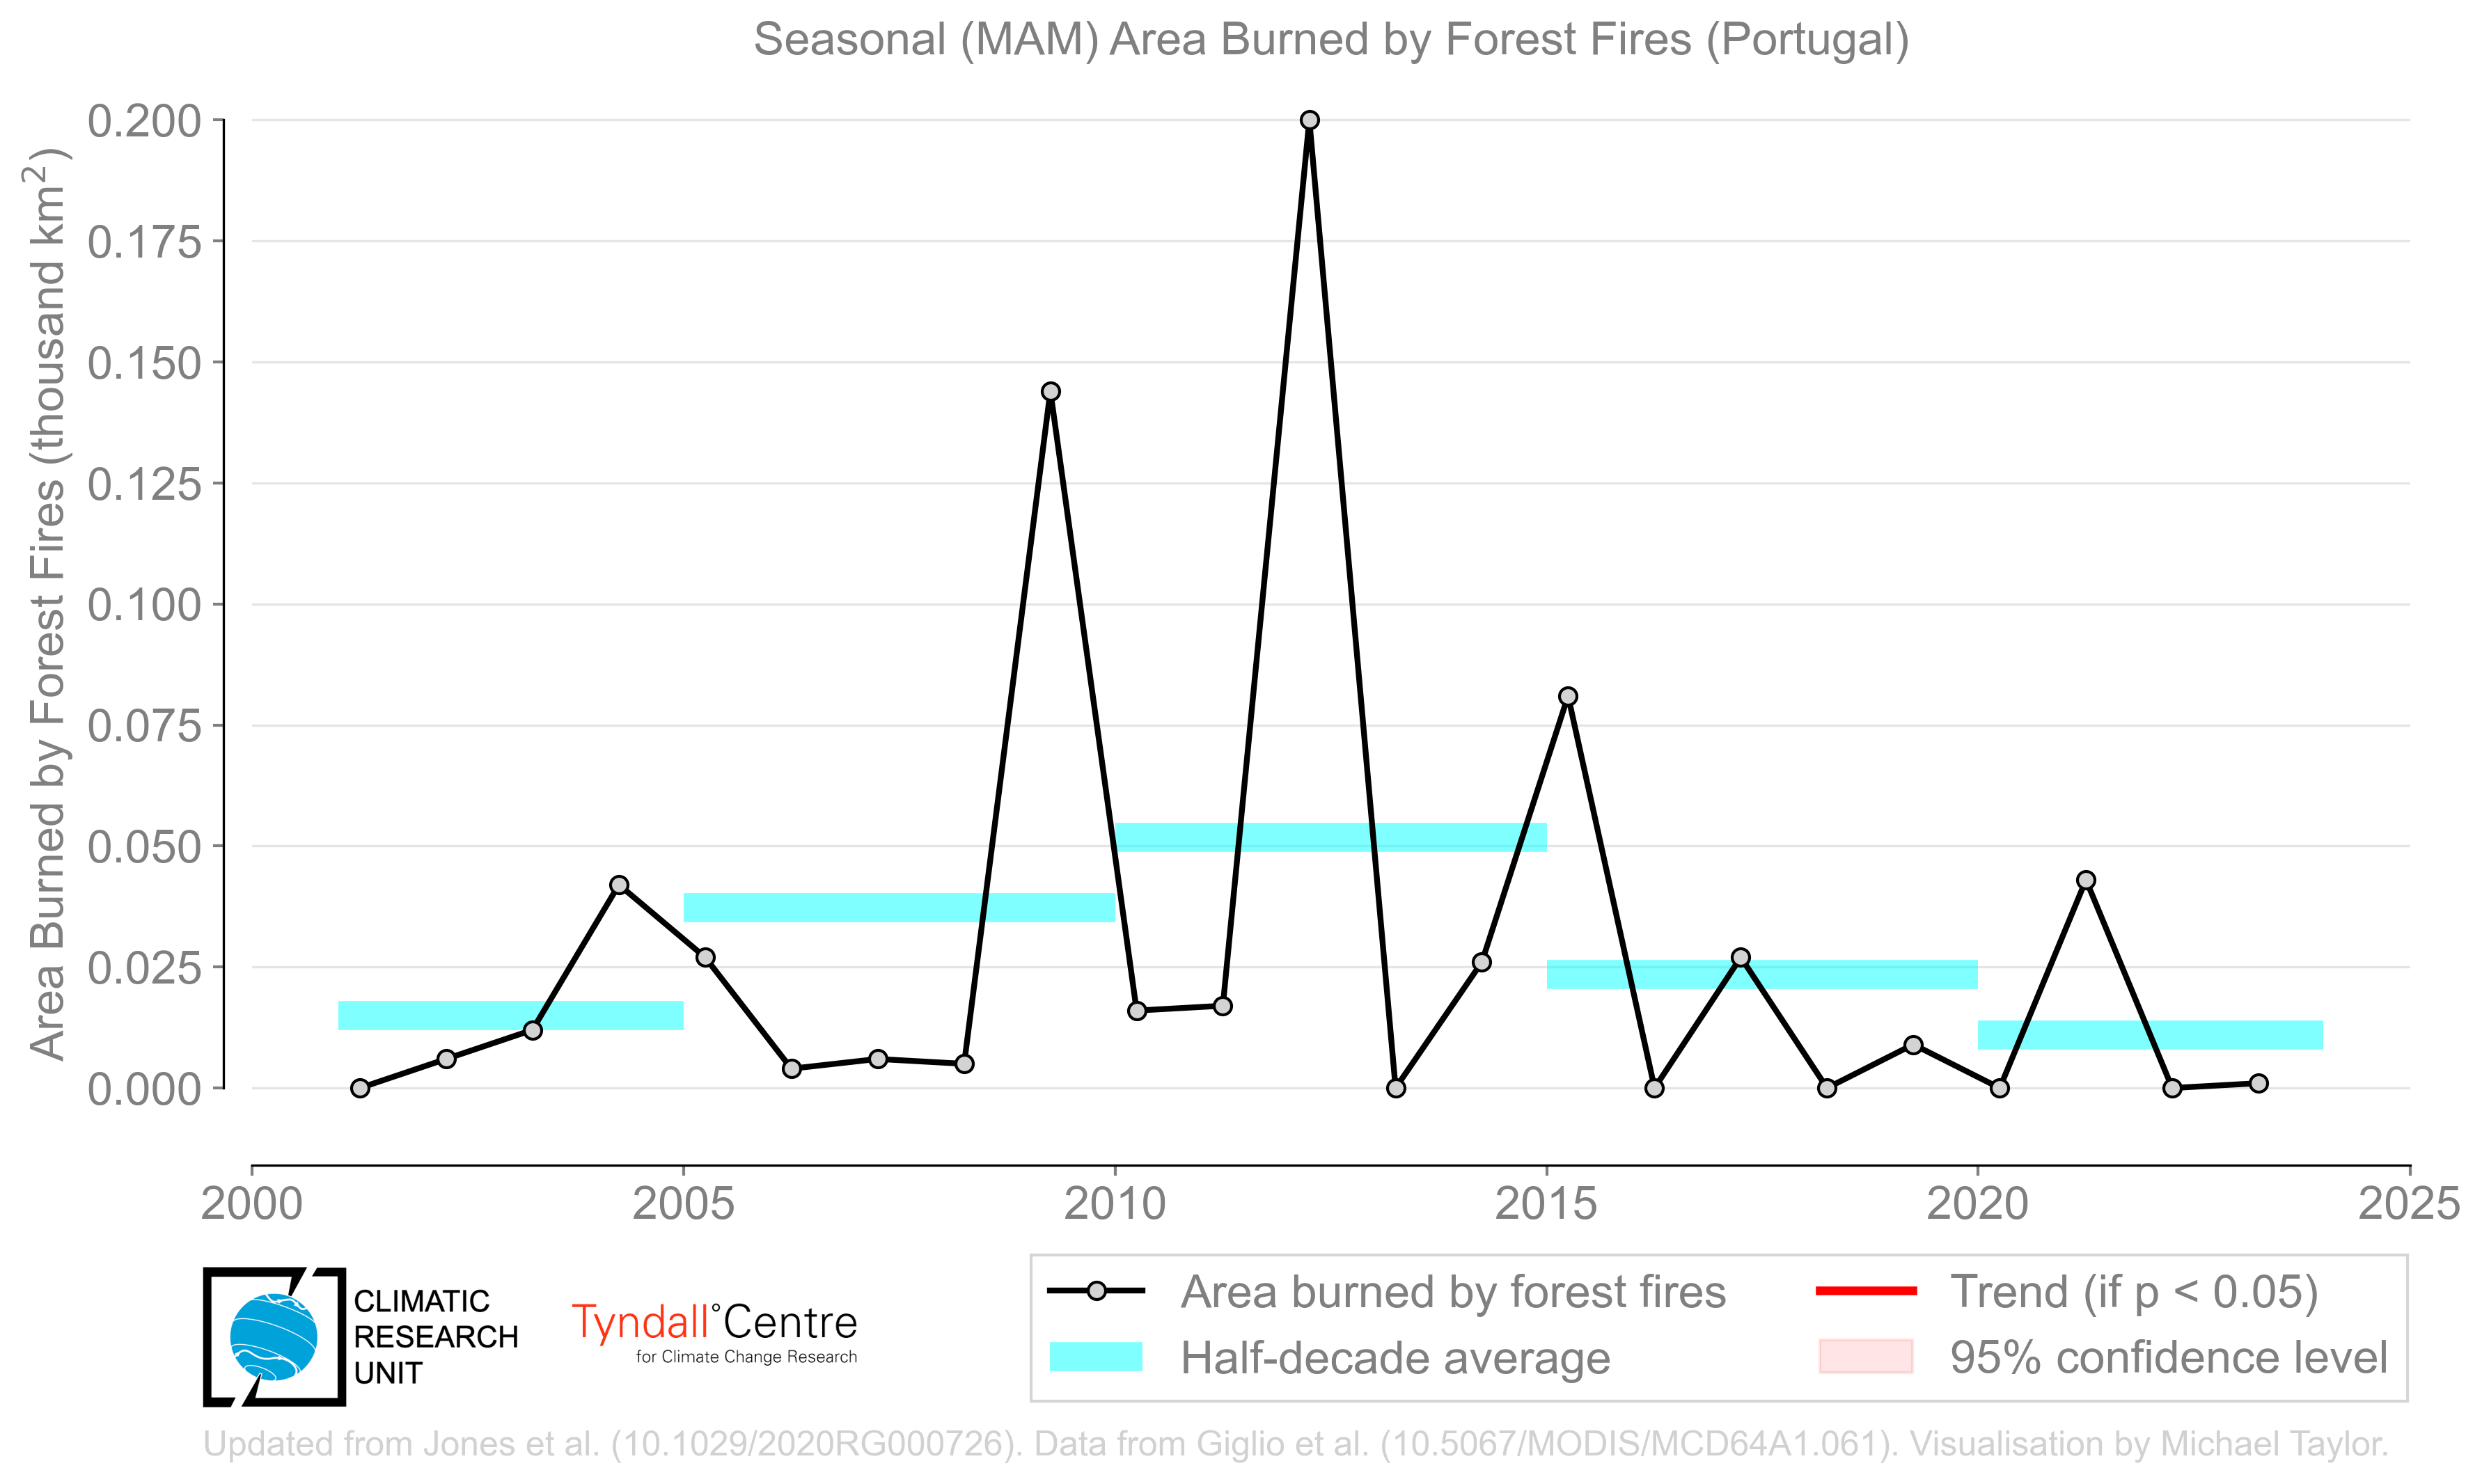 Seasonal (MAM) Area Burned by Forest Fires (Portugal)
Area Burned by Forest Fires (thousand km²)
0.200
0.175
0.150
0.125
0.100
0.075
0.050
0.025
0.000
2000 2005 2010 2015 2020 2025
CLIMATIC
RESEARCH
UNIT
Tyndall°Centre
for Climate Change Research
Area burned by forest fires
Half-decade average
Trend (if p < 0.05)
95% confidence level
Updated from Jones et al. (10.1029/2020RG000726). Data from Giglio et al. (10.5067/MODIS/MCD64A1.061). Visualisation by Michael Taylor.